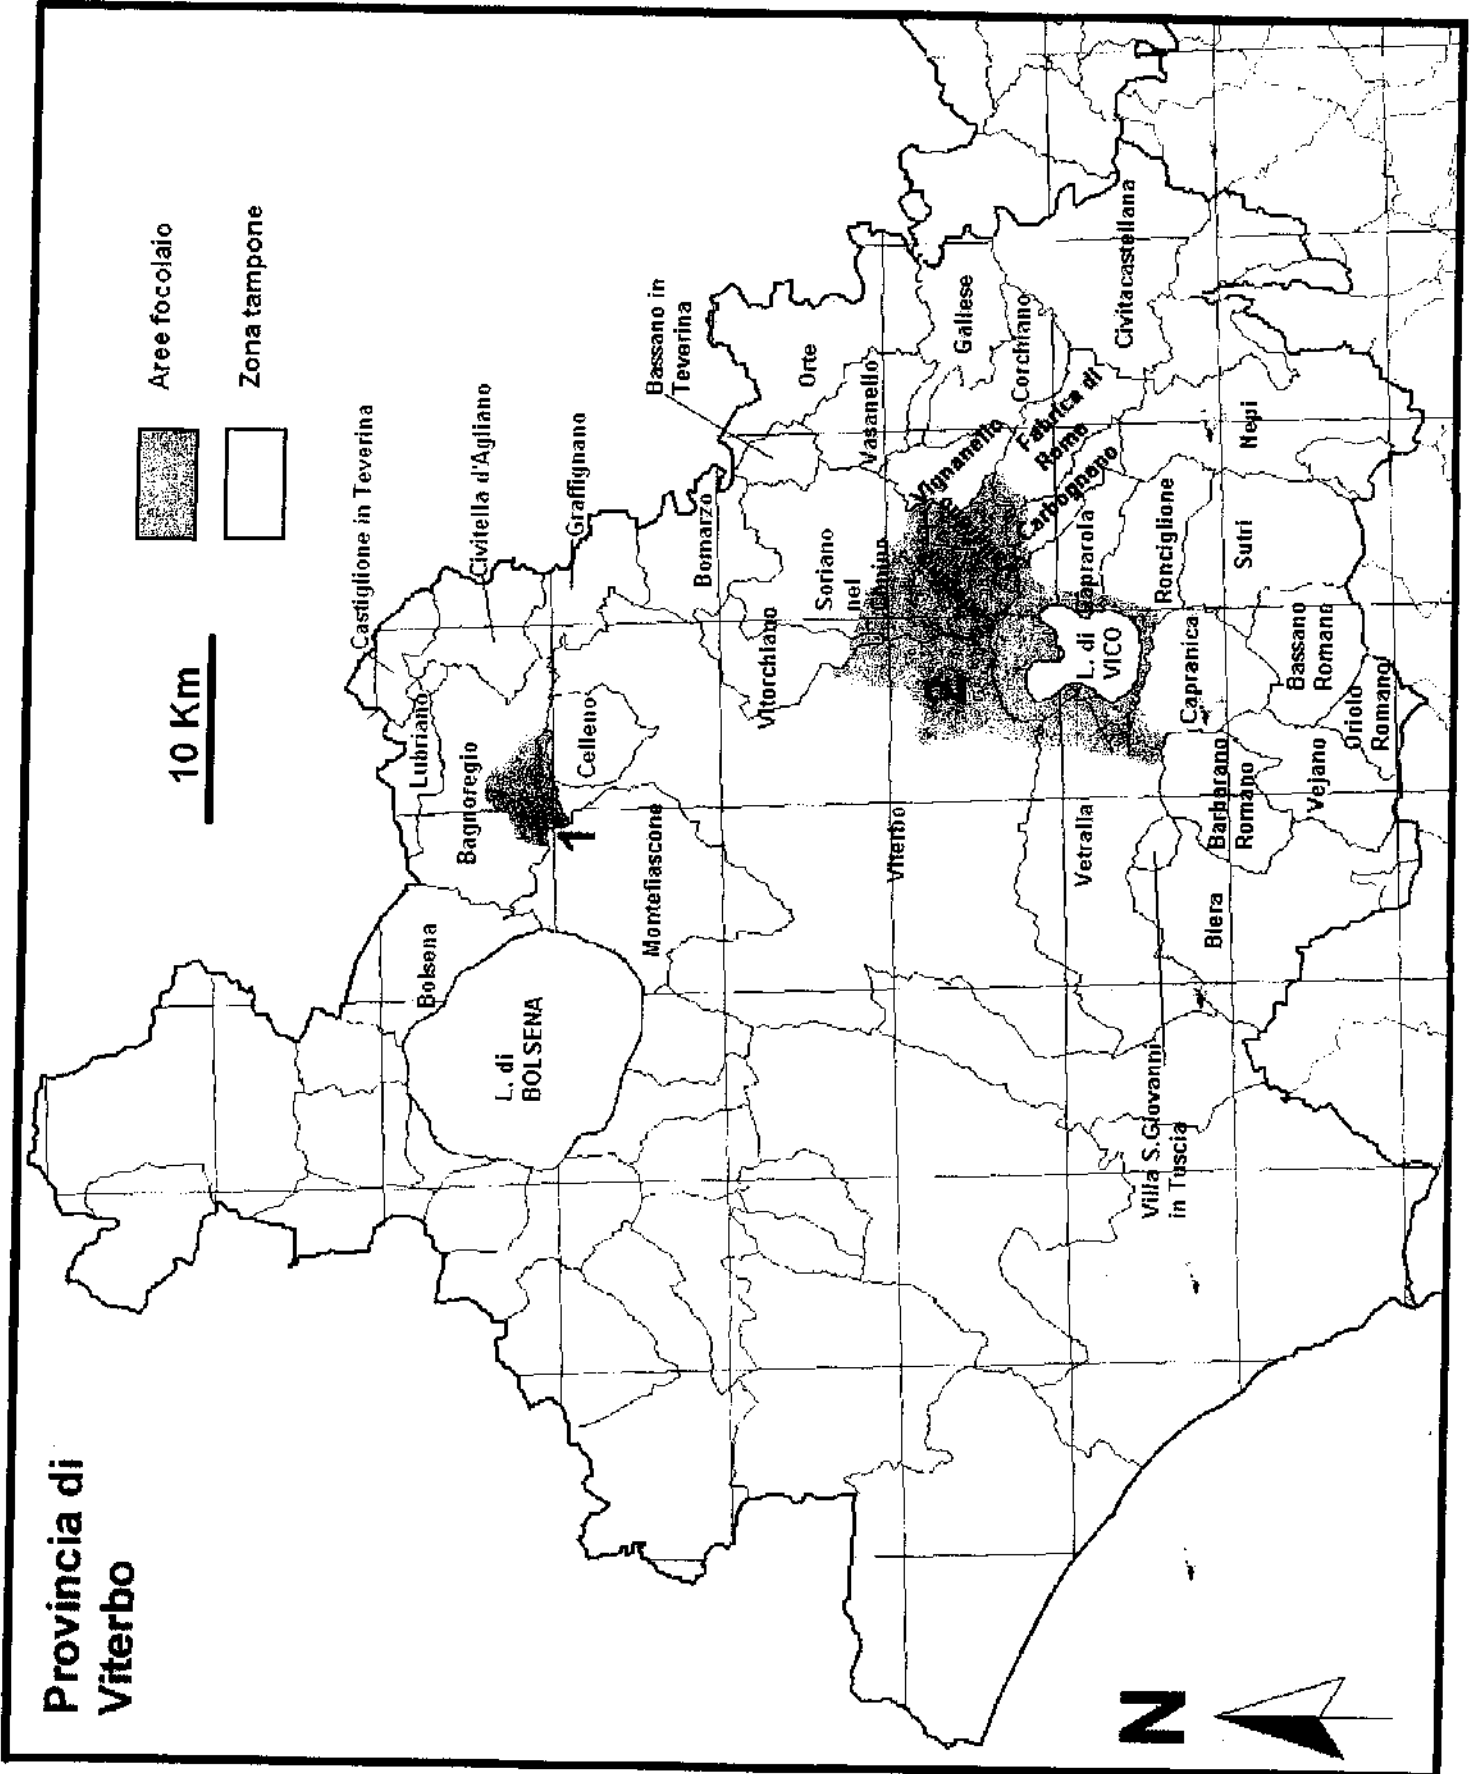 Provincia di
Viterbo
10 Km
Aree focolaio
Zona tampone
Castiglione in Teverina
Civitella d'Agliano
Graffignano
Bassano in
Teverina
Lubriano
Bagnoregio
1
Celleno
Bolsena
L. di
BOLSENA
Montefiascone
Bomarzo
Orte
Vitorchiano
Soriano
nel
Vasanello
Gallese
Viterbo
2
Vignanello
Corchiano
Fabrica di
Roma
Carbognano
Civitacastellana
L. di
VICO
Caprarola
Vetralla
Ronciglione
Nepi
Villa S.Giovanni
in Tuscia
Blera
Barbarano
Romano
Capranica
Sutri
Vejano
Bassano
Romano
Oriolo
Romano
N